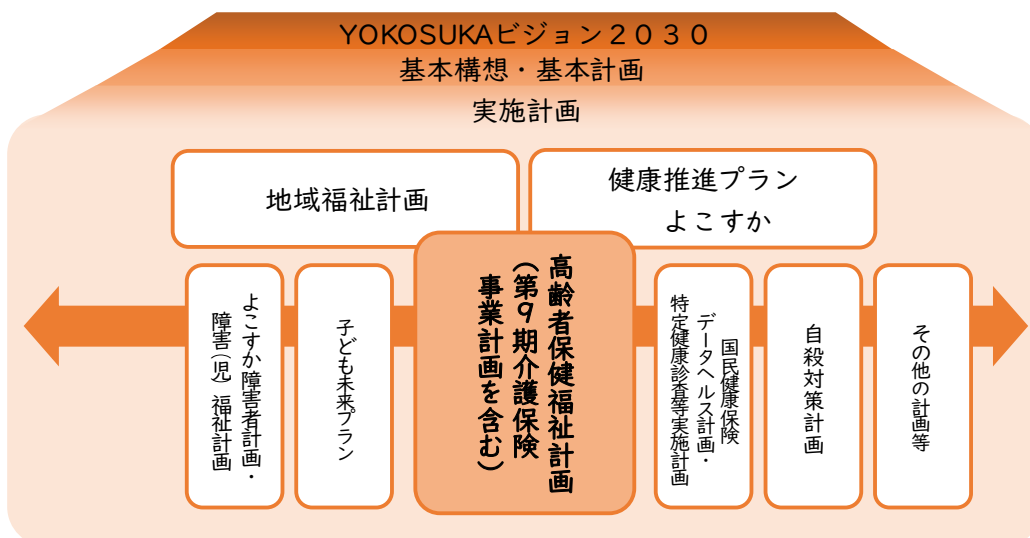 YOKOSUKAビジョン２０３０
基本構想・基本計画
実施計画
地域福祉計画
健康推進プラン
よこすか
よこすか障害者計画・
障害（児）福祉計画
子ども未来プラン
高齢者保健福祉計画
（第９期介護保険
事業計画を含む）
国民健康保険
データヘルス計画・
特定健康診査等実施計画
自殺対策計画
その他の計画等